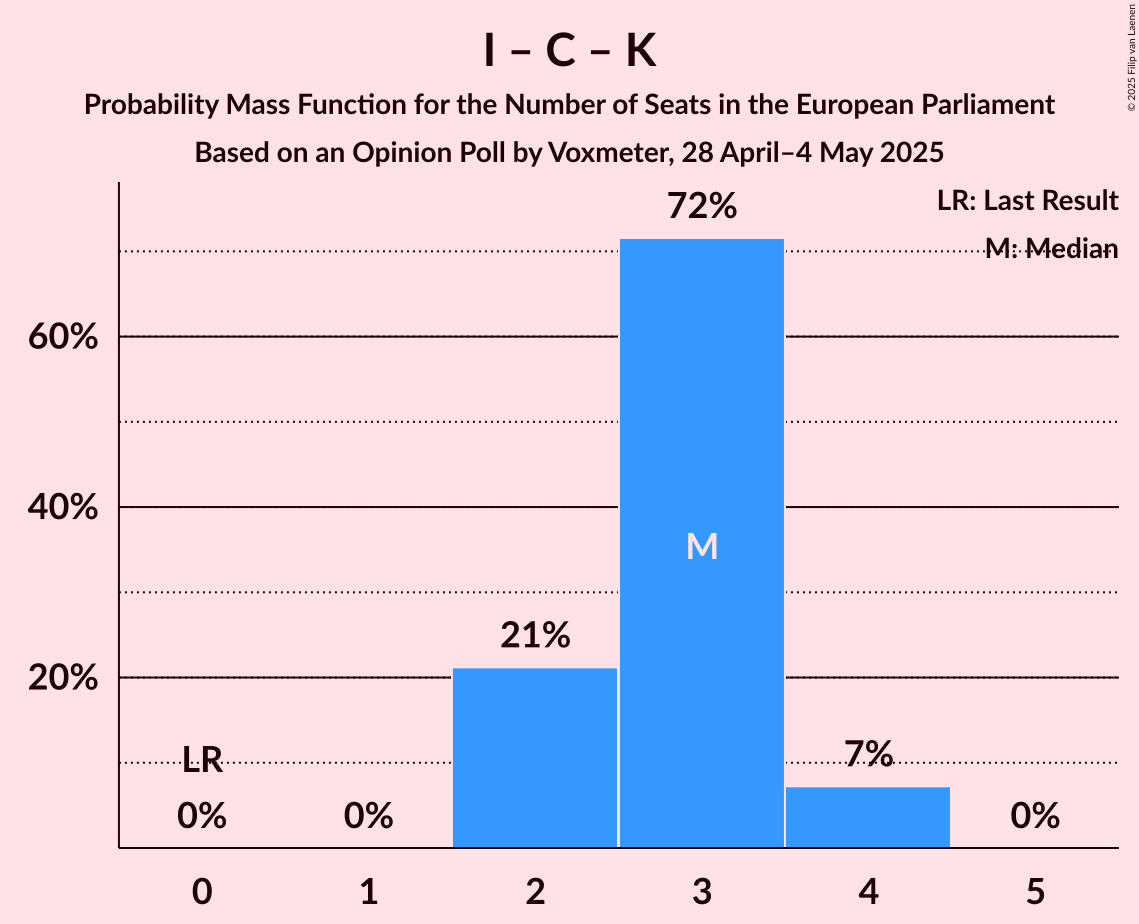 I – C – K
Probability Mass Function for the Number of Seats in the European Parliament
Based on an Opinion Poll by Voxmeter, 28 April–4 May 2025
© 2025 Filip van Laenen
LR: Last Result
M: Median
72%
60%
40%
M
21%
20%
LR
7%
0%
0%
0%
0
1
2
3
4
5